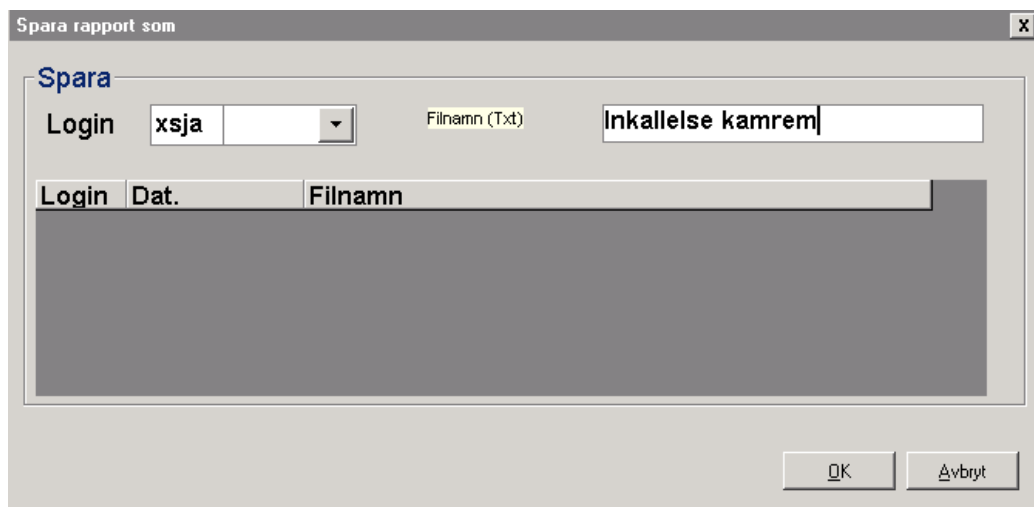 Spara rapport som X
Spara
Login xsja Filnamn (Txt) Inkallelse kamrem
Login Dat. Filnamn
OK Avbryt